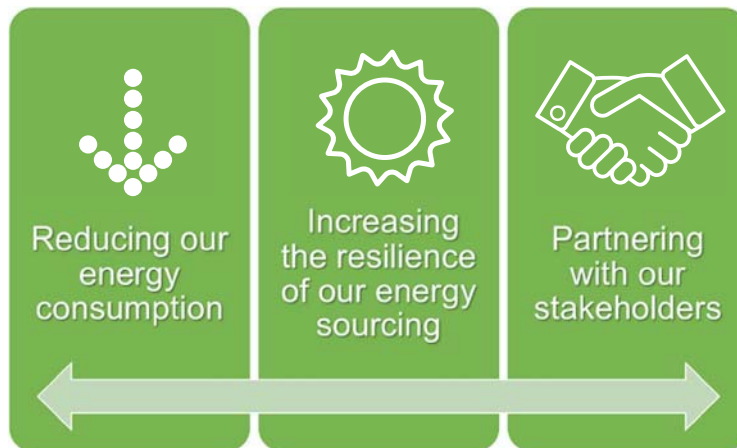 Reducing our
energy
consumption
Increasing
the resilience
of our energy
sourcing
Partnering
with our
stakeholders